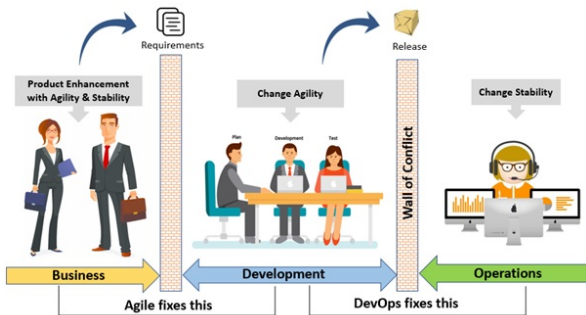 Requirements
Release
Product Enhancement
with Agility & Stability
Change Agility
Change Stability
Plan
Development
Test
Wall of Conflict
Business
Development
Operations
Agile fixes this
DevOps fixes this